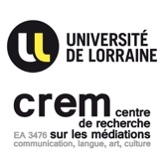 UNIVERSITÉ
DE LORRAINE
crem centre
de recherche
EA 3476 sur les médiations
communication, langue, art, culture